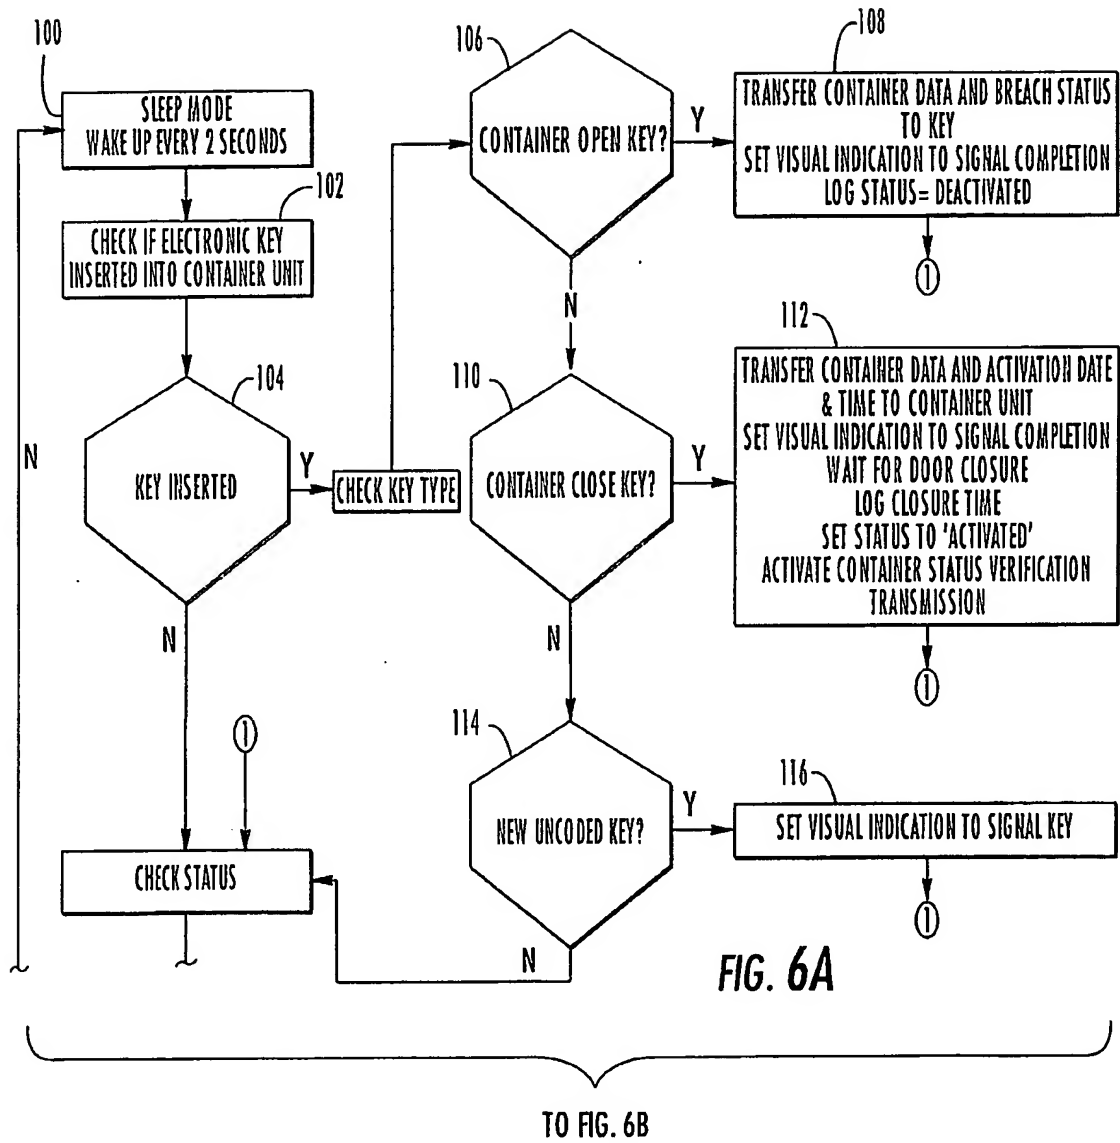 100
SLEEP MODE
WAKE UP EVERY 2 SECONDS
102
CHECK IF ELECTRONIC KEY
INSERTED INTO CONTAINER UNIT
104
KEY INSERTED
Y
N
N
CHECK KEY TYPE
1
CHECK STATUS
106
CONTAINER OPEN KEY?
Y
N
108
TRANSFER CONTAINER DATA AND BREACH STATUS
TO KEY
SET VISUAL INDICATION TO SIGNAL COMPLETION
LOG STATUS= DEACTIVATED
1
110
CONTAINER CLOSE KEY?
Y
N
112
TRANSFER CONTAINER DATA AND ACTIVATION DATE
& TIME TO CONTAINER UNIT
SET VISUAL INDICATION TO SIGNAL COMPLETION
WAIT FOR DOOR CLOSURE
LOG CLOSURE TIME
SET STATUS TO 'ACTIVATED'
ACTIVATE CONTAINER STATUS VERIFICATION
TRANSMISSION
1
114
NEW UNCODED KEY?
Y
N
116
SET VISUAL INDICATION TO SIGNAL KEY
1
FIG. 6A
TO FIG. 6B